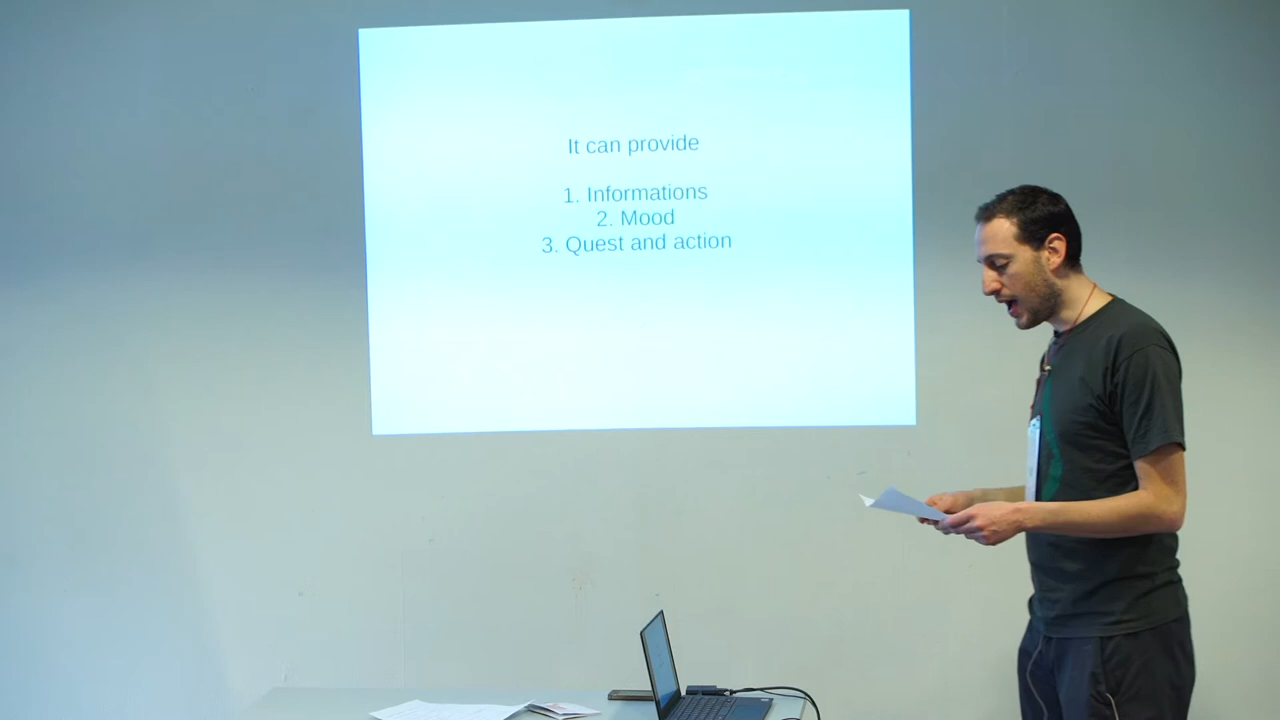 It can provide
1. Informations
2. Mood
3. Quest and action